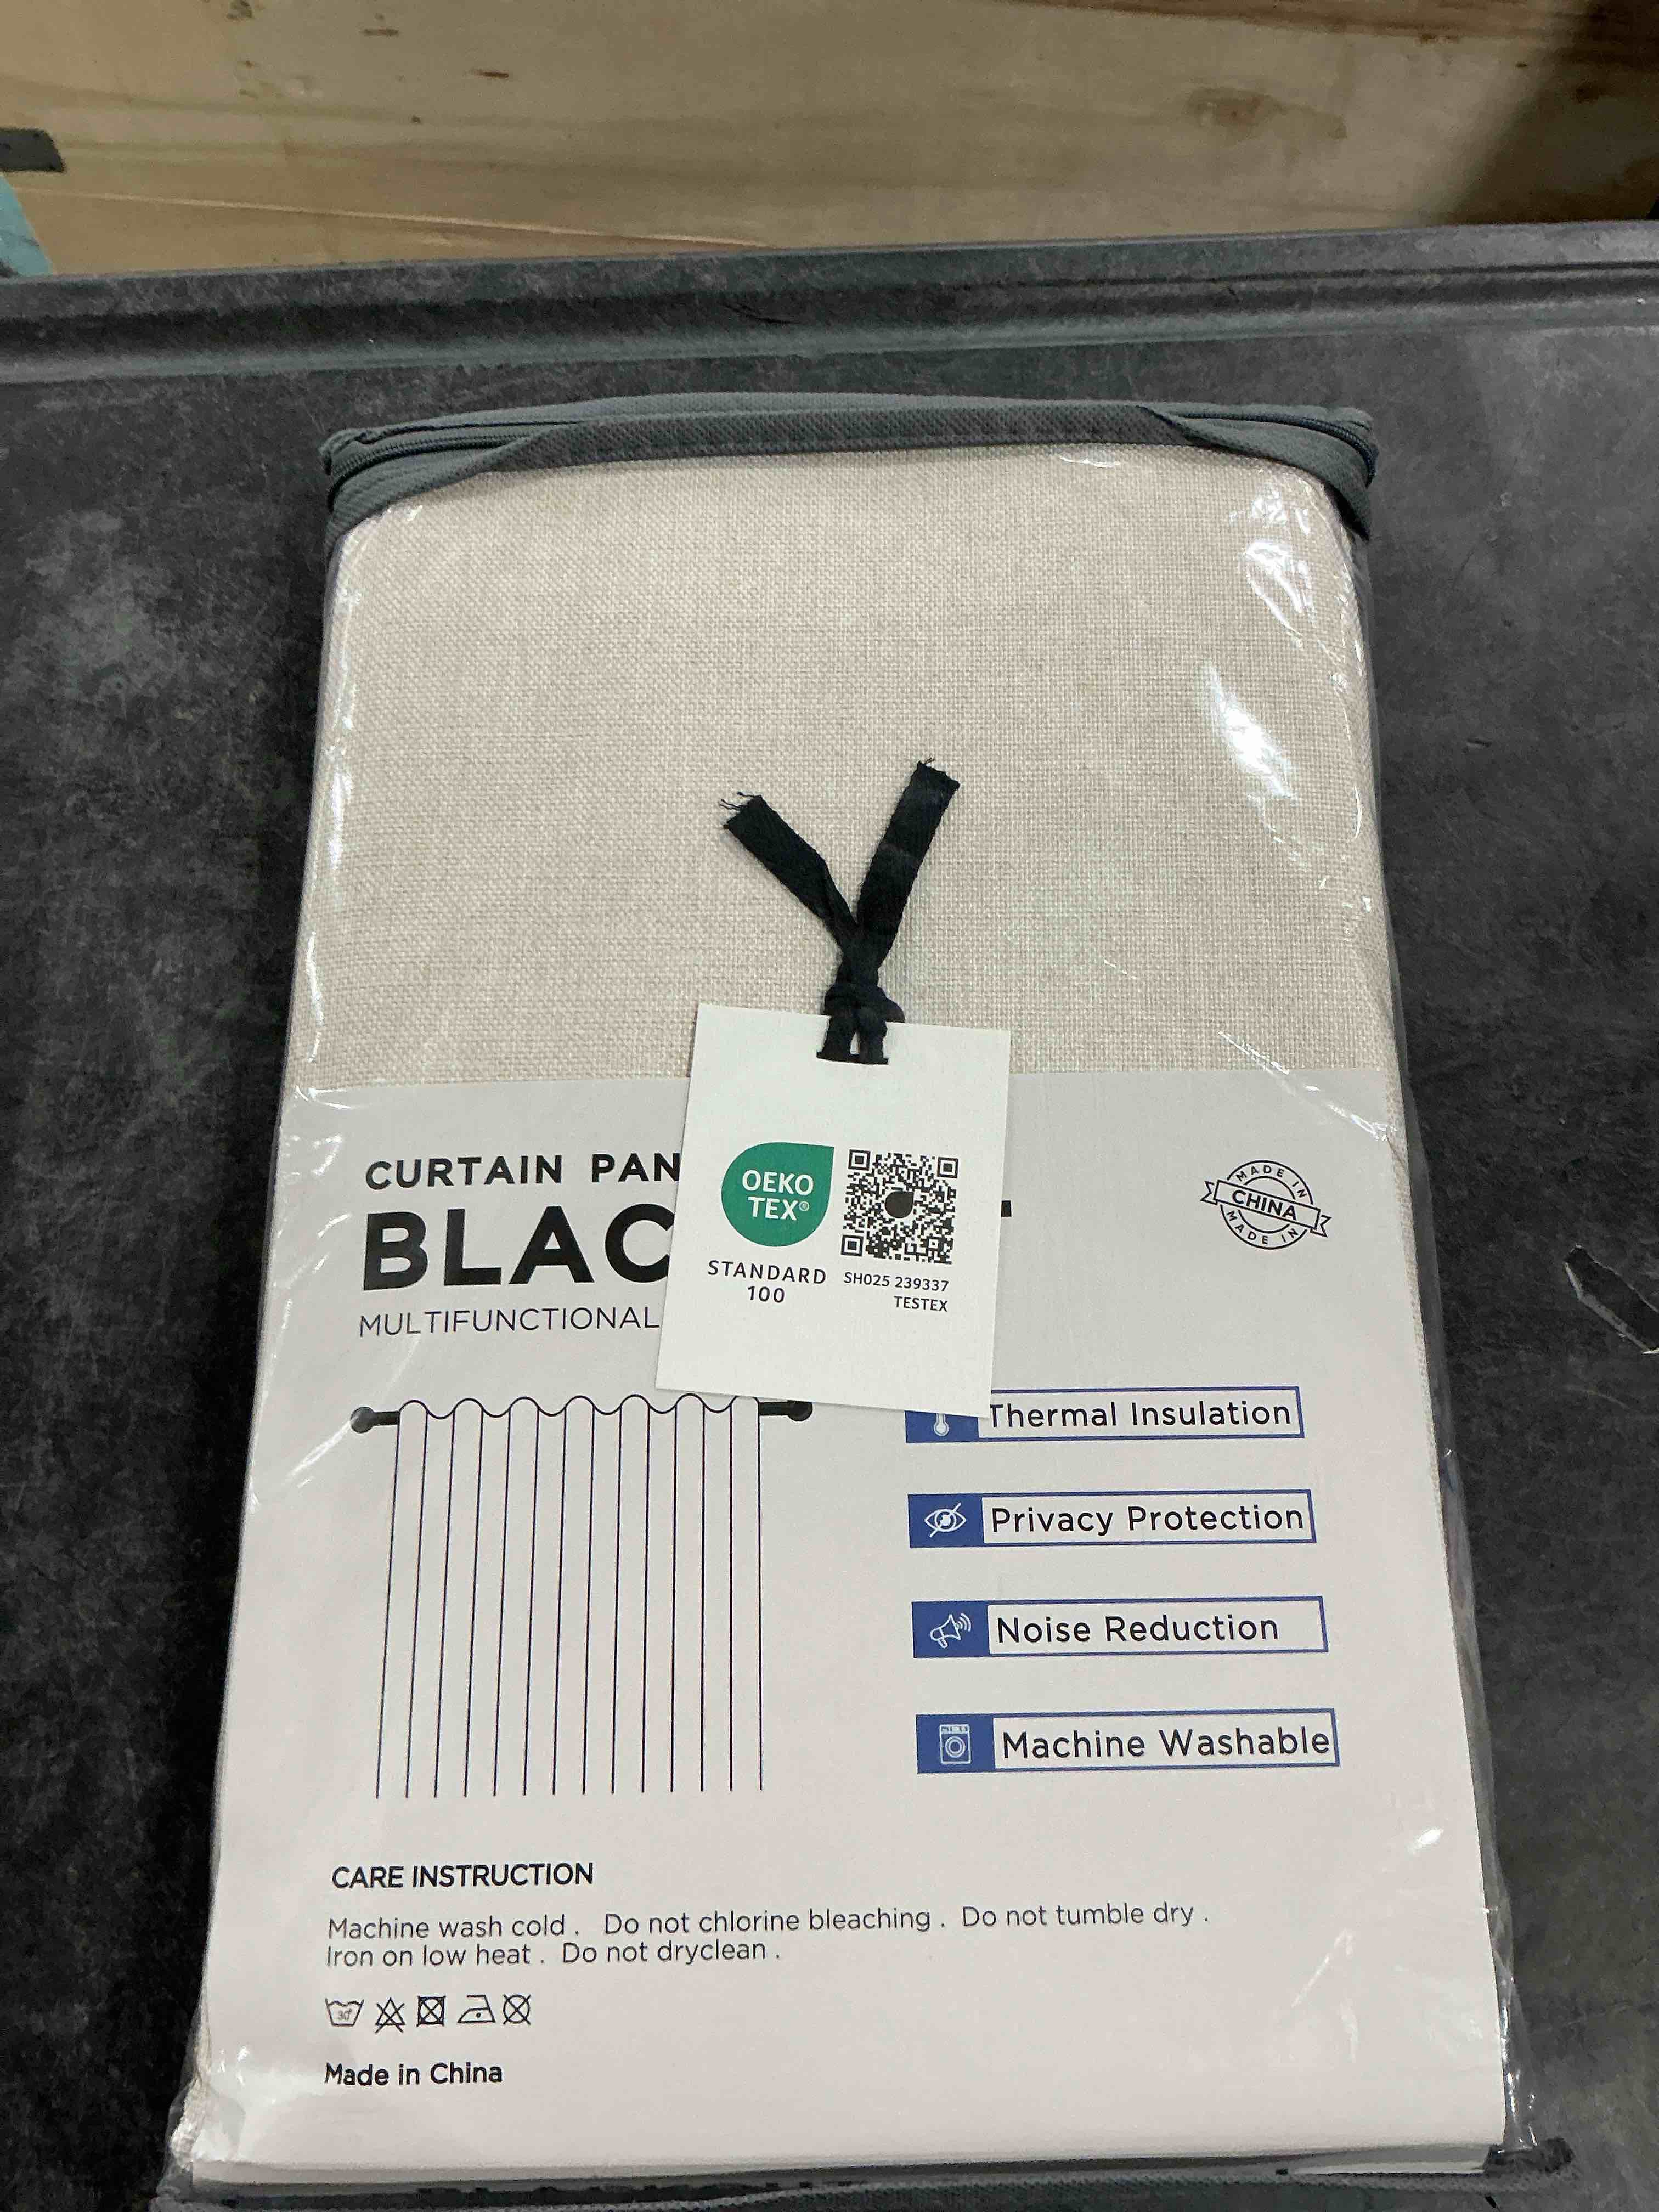 CURTAIN PAN
BLAC
MULTIFUNCTIONAL
OEKO
TEX®
STANDARD
100
SH025 239337
TESTEX
MADE IN
CHINA
MADE IN
Thermal Insulation
Privacy Protection
Noise Reduction
Machine Washable
CARE INSTRUCTION
Machine wash cold . Do not chlorine bleaching . Do not tumble dry .
Iron on low heat . Do not dryclean .
30°
Made in China